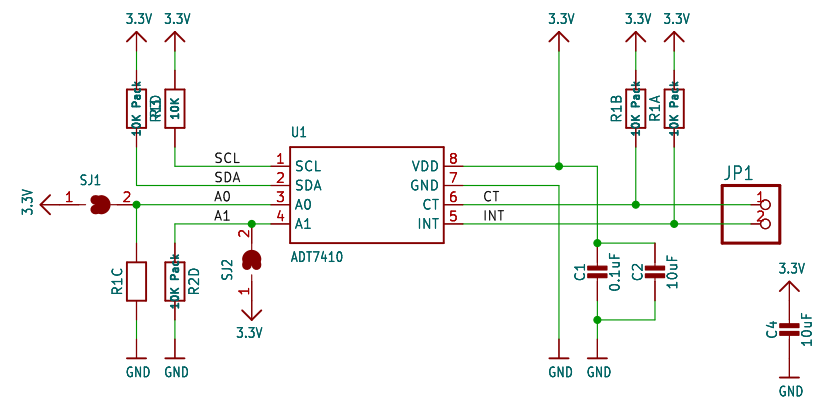 3.3V 3.3V 3.3V 3.3V 3.3V
10K Pack 10K R1B 10K Pack R1A 10K Pack
U1
SCL 1 SCL VDD 8
SDA 2 SDA GND 7
JP1
SJ1
3.3V 1 2 A0 3 A0 CT 6 CT 1
A1 4 A1 INT 5 INT 2
2
ADT7410
SJ2
R1C 10K Pack R2D 1 C1 0.1uF C2 10uF
3.3V
3.3V
C4 10uF
GND GND GND GND
GND